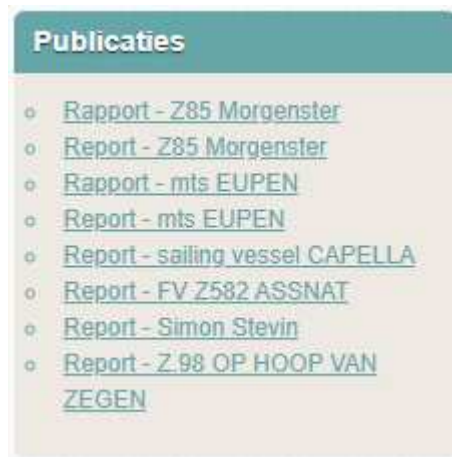 Publicaties
Rapport - Z85 Morgenster
Report - Z85 Morgenster
Rapport - mts EUPEN
Report - mts EUPEN
Report - sailing vessel CAPELLA
Report - FV Z582 ASSNAT
Report - Simon Stevin
Report - Z.98 OP HOOP VAN
ZEGEN